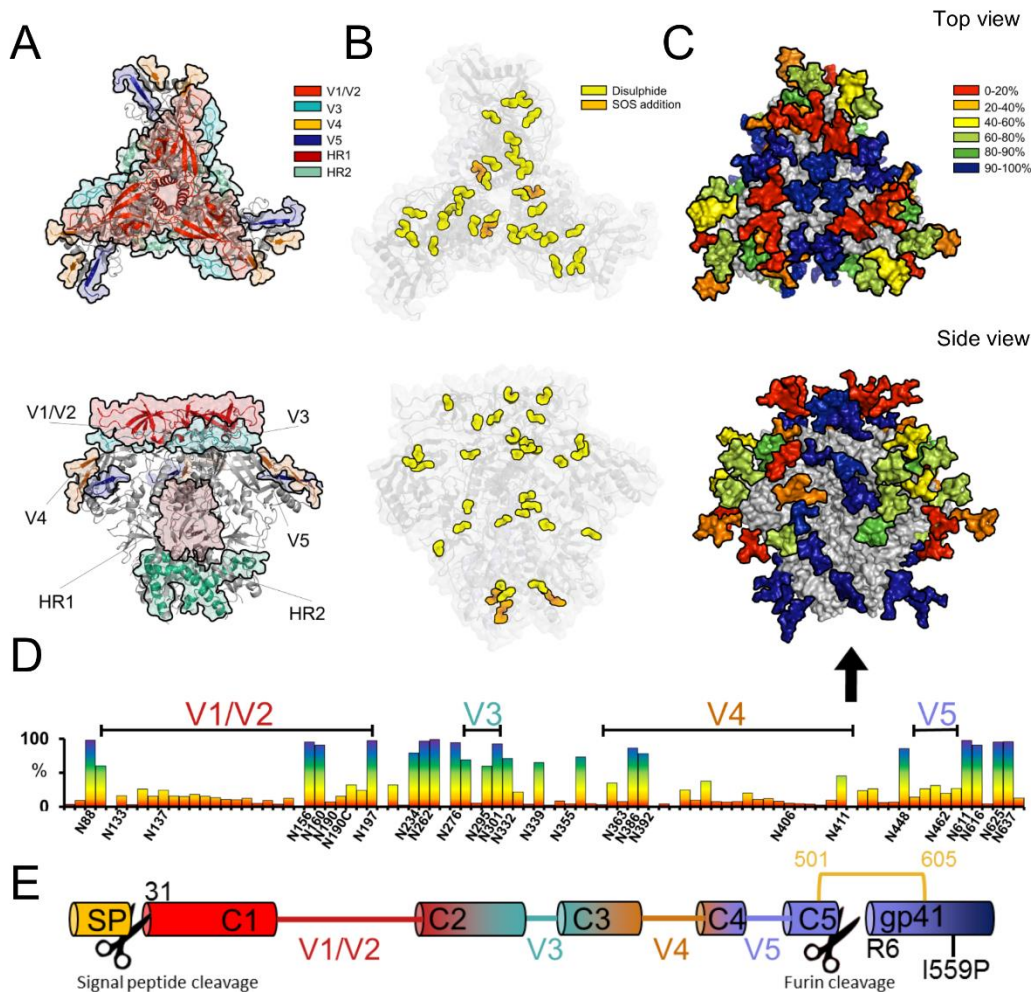 A
B
C
Top view
V1/V2
V3
V4
V5
HR1
HR2
Disulphide
SOS addition
0-20%
20-40%
40-60%
60-80%
80-90%
90-100%
Side view
V1/V2
V3
V4
V5
HR1
HR2
D
V1/V2
V3
V4
V5
100
%
0
N88
N133
N137
N156
N160
N190
N190C
N197
N234
N262
N276
N295
N301
N332
N339
N355
N363
N386
N392
N406
N411
N448
N462
N611
N616
N625
N637
E
501
605
31
SP
C1
C2
C3
C4
C5
gp41
V1/V2
V3
V4
V5
R6
I559P
Signal peptide cleavage
Furin cleavage